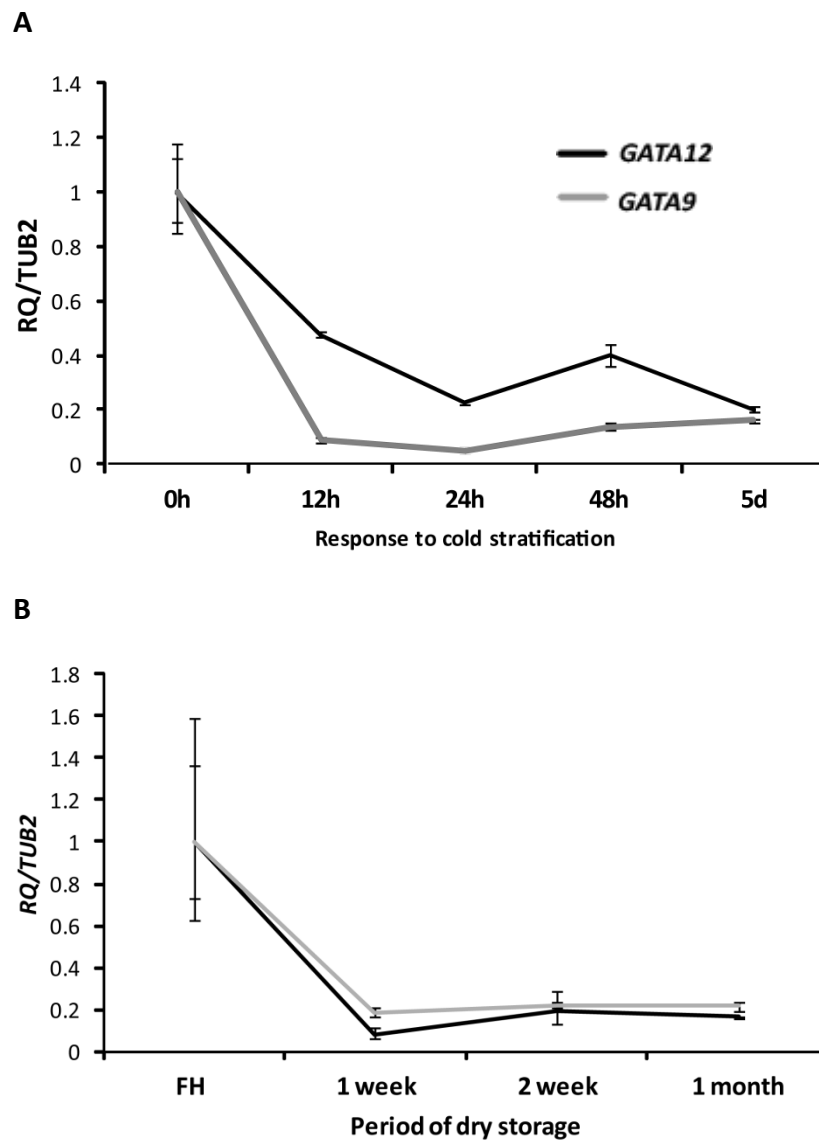 A
1.4
1.2
1
0.8
0.6
0.4
0.2
0
RQ/TUB2
GATA12
GATA9
0h 12h 24h 48h 5d
Response to cold stratification
B
1.8
1.6
1.4
1.2
1
0.8
0.6
0.4
0.2
0
RQ/TUB2
FH 1 week 2 week 1 month
Period of dry storage